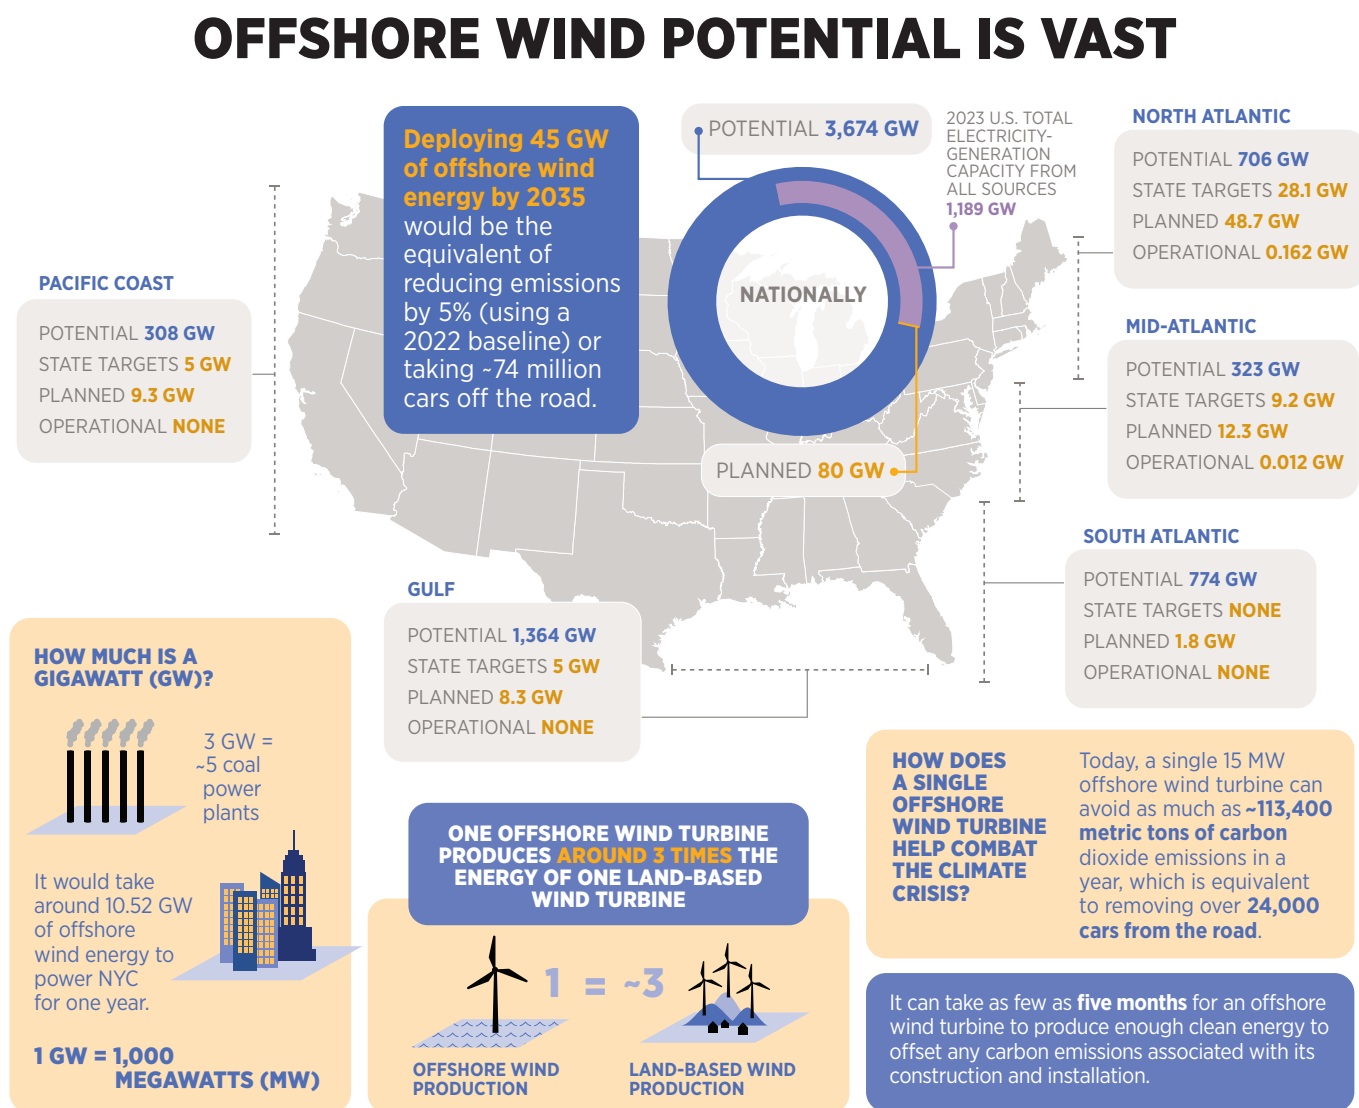 OFFSHORE WIND POTENTIAL IS VAST
Deploying 45 GW
of offshore wind
energy by 2035
would be the
equivalent of
reducing emissions
by 5% (using a
2022 baseline) or
taking ~74 million
cars off the road.
POTENTIAL 3,674 GW
2023 U.S. TOTAL
ELECTRICITY-
GENERATION
CAPACITY FROM
ALL SOURCES
1,189 GW
NATIONALLY
PLANNED 80 GW
NORTH ATLANTIC
POTENTIAL 706 GW
STATE TARGETS 28.1 GW
PLANNED 48.7 GW
OPERATIONAL 0.162 GW
PACIFIC COAST
POTENTIAL 308 GW
STATE TARGETS 5 GW
PLANNED 9.3 GW
OPERATIONAL NONE
MID-ATLANTIC
POTENTIAL 323 GW
STATE TARGETS 9.2 GW
PLANNED 12.3 GW
OPERATIONAL 0.012 GW
SOUTH ATLANTIC
POTENTIAL 774 GW
STATE TARGETS NONE
PLANNED 1.8 GW
OPERATIONAL NONE
GULF
POTENTIAL 1,364 GW
STATE TARGETS 5 GW
PLANNED 8.3 GW
OPERATIONAL NONE
HOW MUCH IS A
GIGAWATT (GW)?
3 GW =
~5 coal
power
plants
It would take
around 10.52 GW
of offshore
wind energy to
power NYC
for one year.
1 GW = 1,000
MEGAWATTS (MW)
ONE OFFSHORE WIND TURBINE
PRODUCES AROUND 3 TIMES THE
ENERGY OF ONE LAND-BASED
WIND TURBINE
1 = ~3
OFFSHORE WIND
PRODUCTION
LAND-BASED WIND
PRODUCTION
HOW DOES
A SINGLE
OFFSHORE
WIND TURBINE
HELP COMBAT
THE CLIMATE
CRISIS?
Today, a single 15 MW
offshore wind turbine can
avoid as much as ~113,400
metric tons of carbon
dioxide emissions in a
year, which is equivalent
to removing over 24,000
cars from the road.
It can take as few as five months for an offshore
wind turbine to produce enough clean energy to
offset any carbon emissions associated with its
construction and installation.